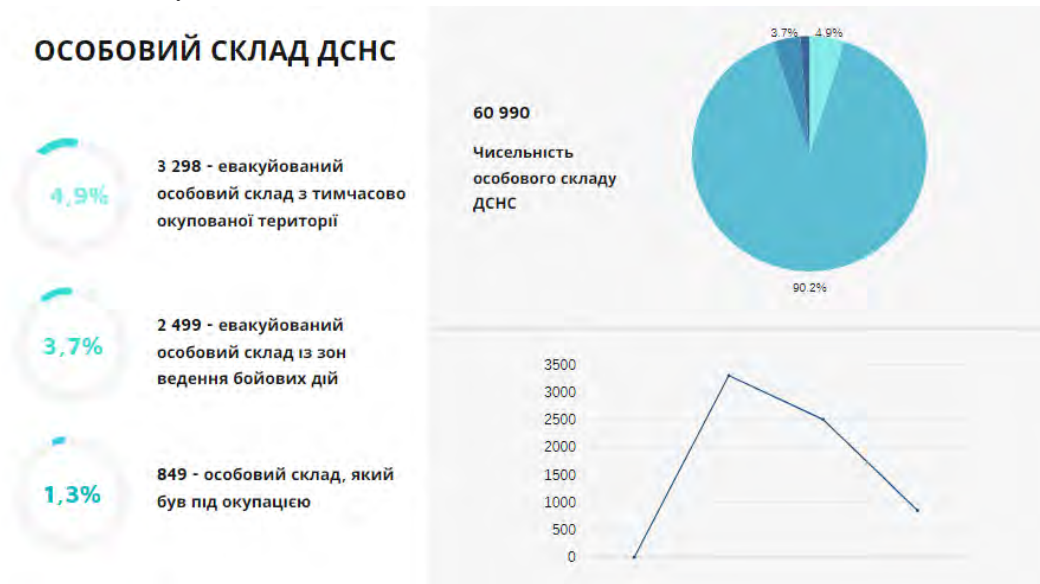 ОСОБОВИЙ СКЛАД ДСНС
4,9%
3 298 - евакуйований
особовий склад з тимчасово
окупованої території
3,7%
2 499 - евакуйований
особовий склад із зон
ведення бойових дій
1,3%
849 - особовий склад, який
був під окупацією
60 990
Чисельність
особового складу
ДСНС
3.7%
4.9%
90.2%
3500
3000
2500
2000
1500
1000
500
0